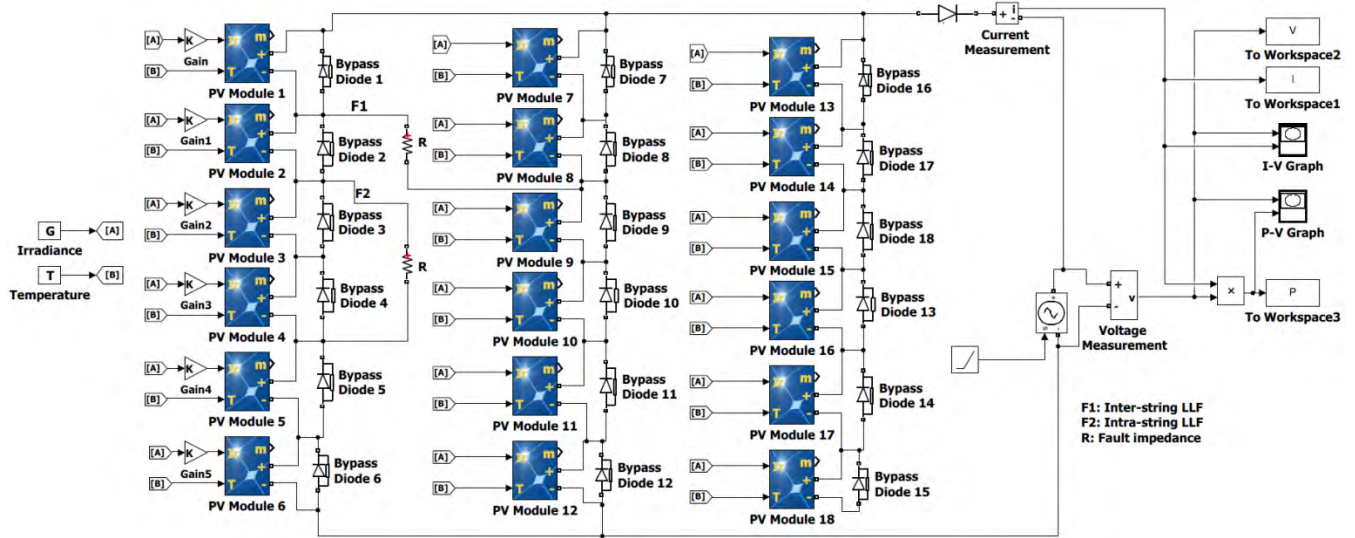 [A]
K
Gain
[B]
T
m
+
-
PV Module 1
Bypass
Diode 1
[A]
K
Gain1
[B]
T
m
+
-
PV Module 2
F1
R
Bypass
Diode 2
[A]
K
Gain2
[B]
T
m
+
-
PV Module 3
F2
R
Bypass
Diode 3
G
[A]
Irradiance
T
[B]
Temperature
[A]
K
Gain3
[B]
T
m
+
-
PV Module 4
Bypass
Diode 4
[A]
K
Gain4
[B]
T
m
+
-
PV Module 5
Bypass
Diode 5
[A]
K
Gain5
[B]
T
m
+
-
PV Module 6
Bypass
Diode 6
[A]
[B]
T
m
+
-
PV Module 7
Bypass
Diode 7
[A]
[B]
T
m
+
-
PV Module 8
Bypass
Diode 8
[A]
[B]
T
m
+
-
PV Module 9
Bypass
Diode 9
[A]
[B]
T
m
+
-
PV Module 10
Bypass
Diode 10
[A]
[B]
T
m
+
-
PV Module 11
Bypass
Diode 11
[A]
[B]
T
m
+
-
PV Module 12
Bypass
Diode 12
[A]
[B]
T
m
+
-
PV Module 13
Bypass
Diode 16
[A]
[B]
T
m
+
-
PV Module 14
Bypass
Diode 17
[A]
[B]
T
m
+
-
PV Module 15
Bypass
Diode 18
[A]
[B]
T
m
+
-
PV Module 16
Bypass
Diode 13
[A]
[B]
T
m
+
-
PV Module 17
Bypass
Diode 14
[A]
[B]
T
m
+
-
PV Module 18
Bypass
Diode 15
+ i
-
Current
Measurement
V
To Workspace2
I
To Workspace1
I-V Graph
P-V Graph
+
-
v
Voltage
Measurement
×
P
To Workspace3
F1: Inter-string LLF
F2: Intra-string LLF
R: Fault impedance